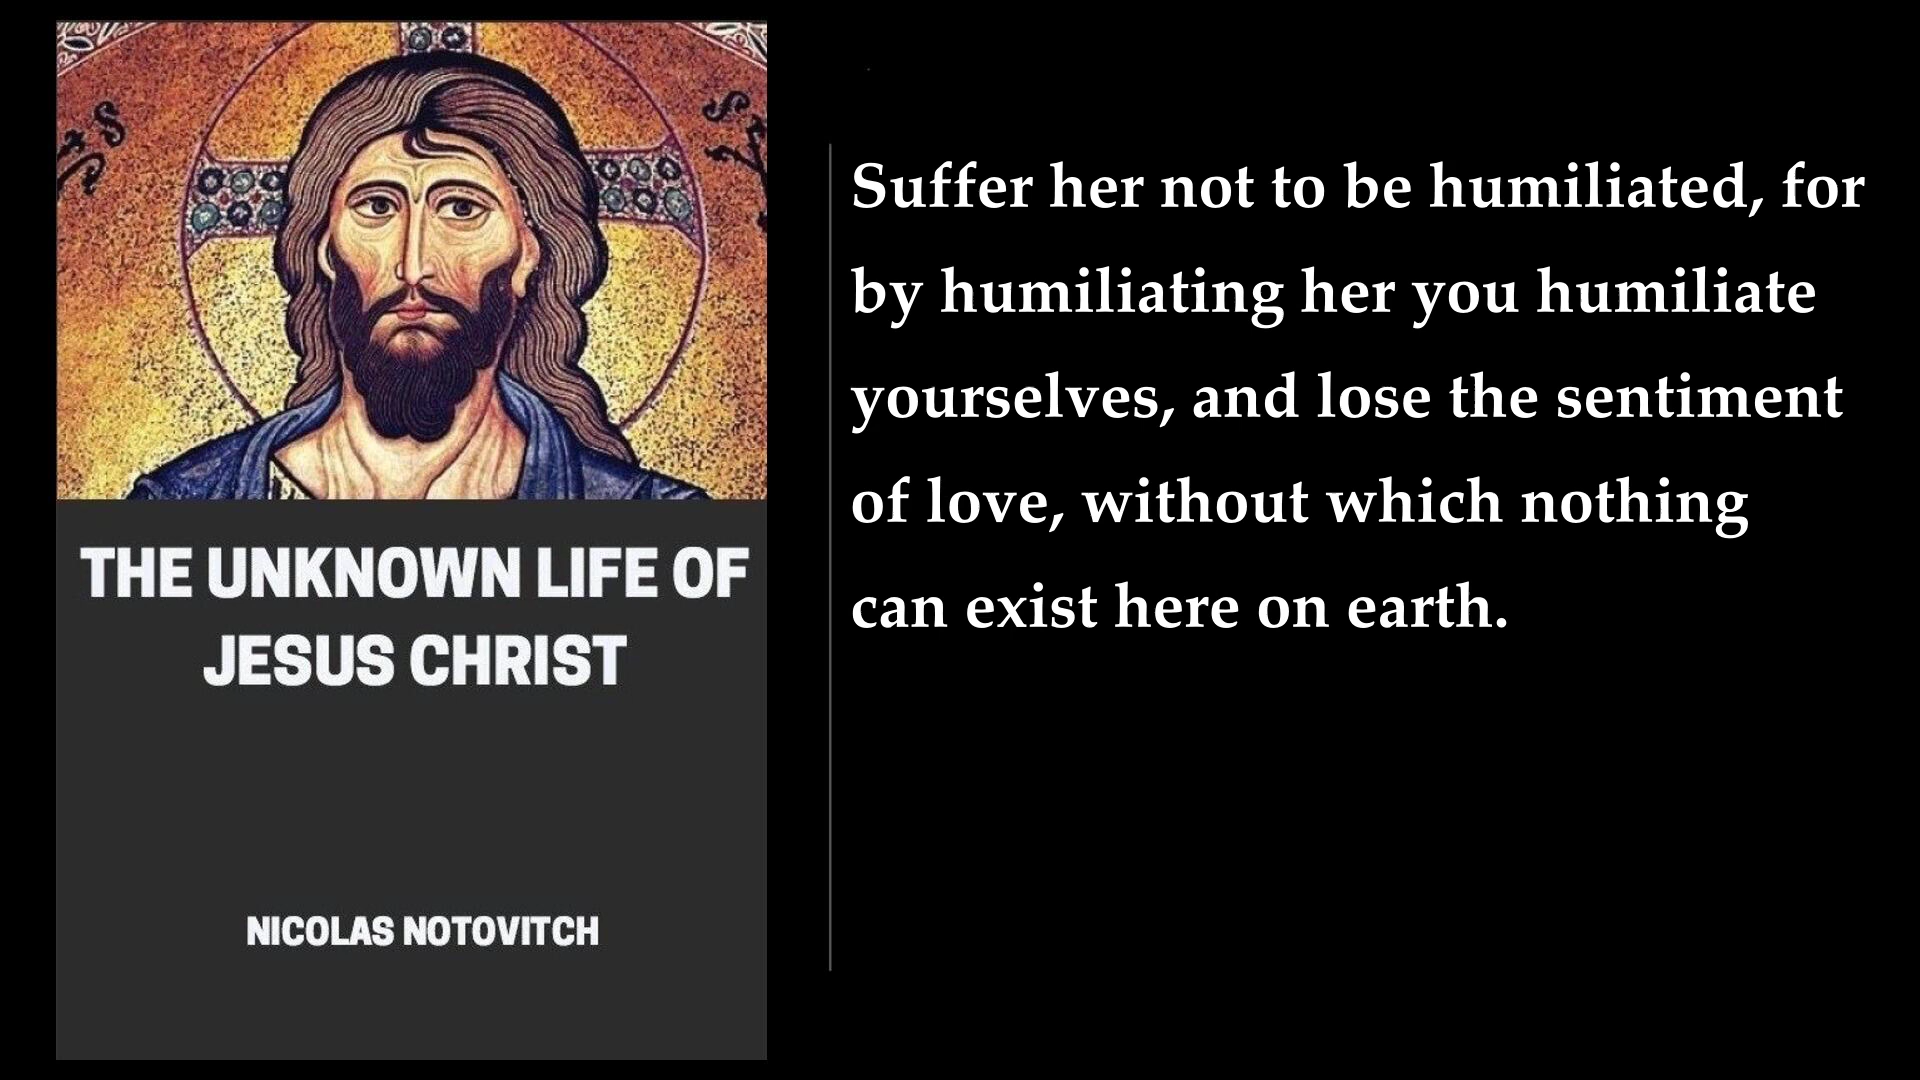 THE UNKNOWN LIFE OF
JESUS CHRIST
NICOLAS NOTOVITCH
Suffer her not to be humiliated, for
by humiliating her you humiliate
yourselves, and lose the sentiment
of love, without which nothing
can exist here on earth.